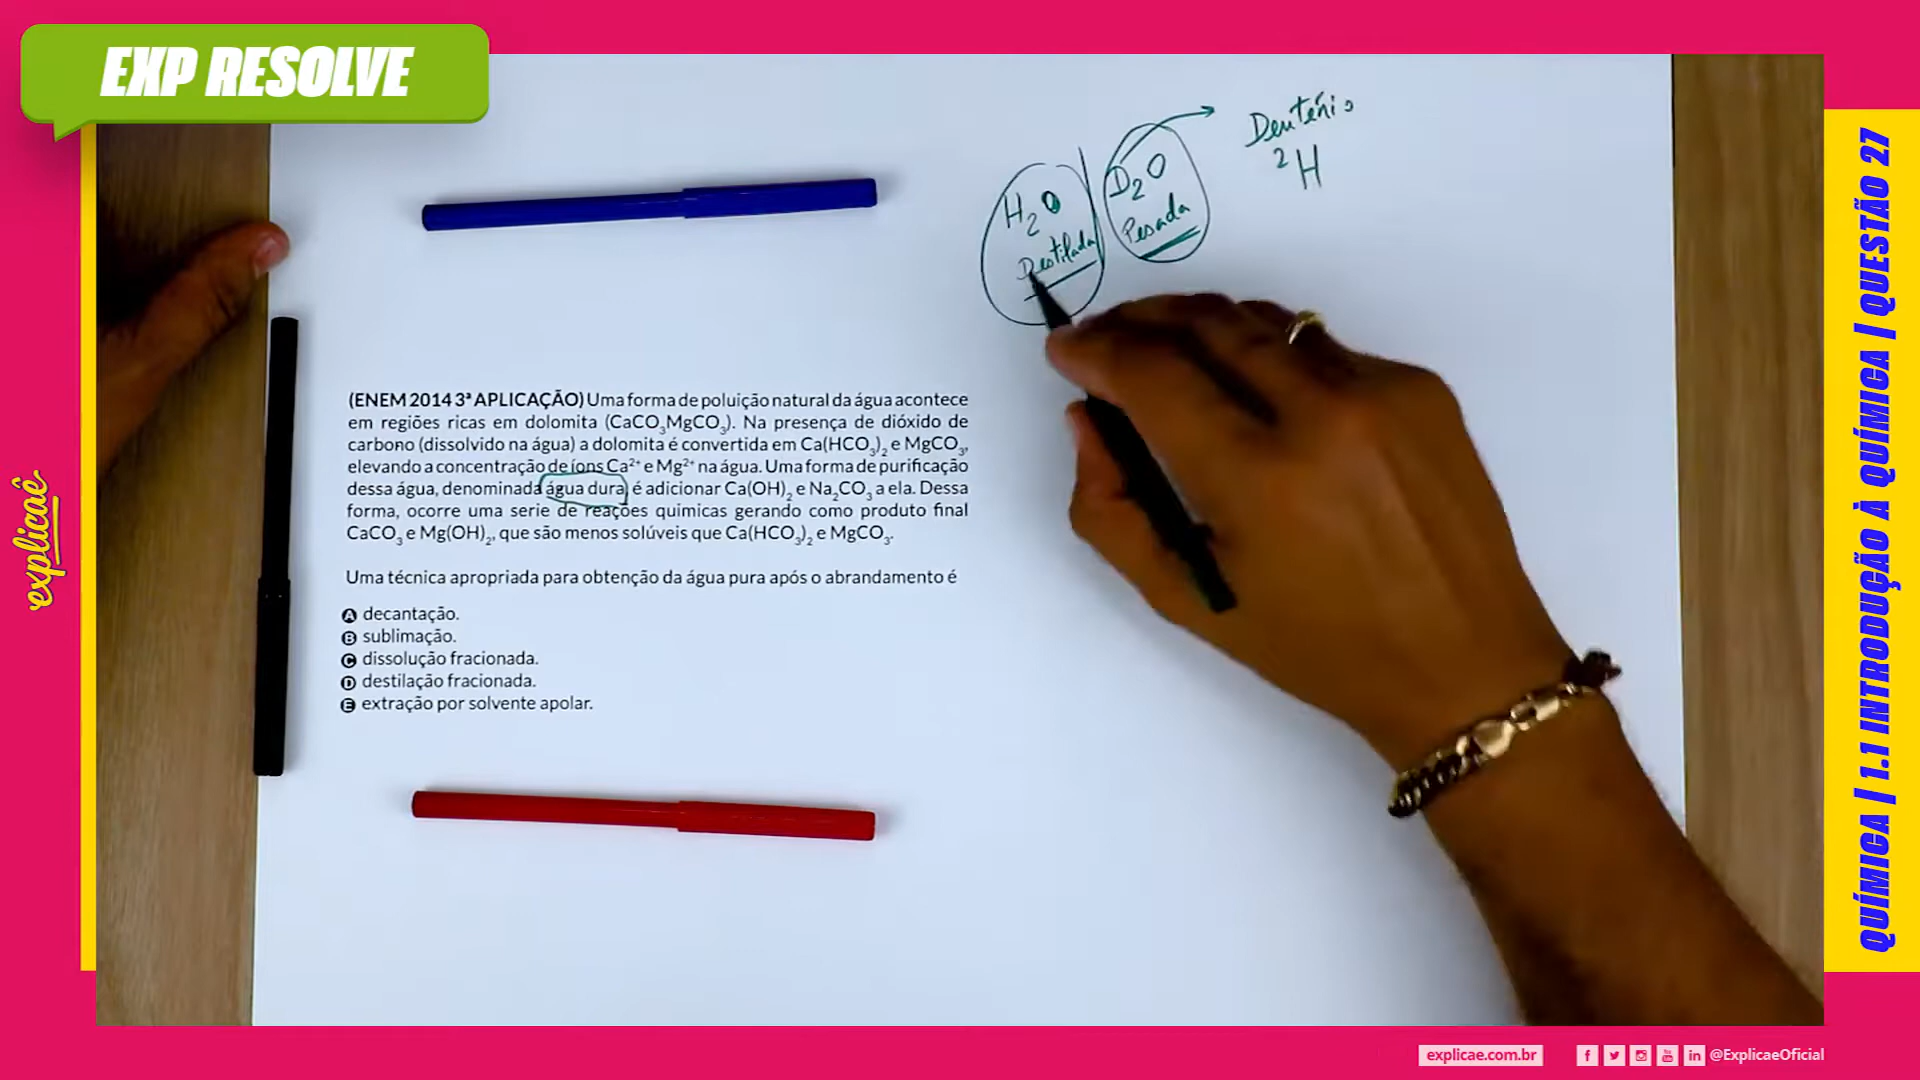 EXP RESOLVE
H2O
Destilada
D2O
Pesada
Deutério
2H
(ENEM 2014 3ª APLICAÇÃO) Uma forma de poluição natural da água acontece
em regiões ricas em dolomita (CaCO3MgCO3). Na presença de dióxido de
carbono (dissolvido na água) a dolomita é convertida em Ca(HCO3)2 e MgCO3,
elevando a concentração de íons Ca2+ e Mg2+ na água. Uma forma de purificação
dessa água, denominada água dura, é adicionar Ca(OH)2 e Na2CO3 a ela. Dessa
forma, ocorre uma serie de reações químicas gerando como produto final
CaCO3 e Mg(OH)2, que são menos solúveis que Ca(HCO3)2 e MgCO3.
Uma técnica apropriada para obtenção da água pura após o abrandamento é
A decantação.
B sublimação.
C dissolução fracionada.
D destilação fracionada.
E extração por solvente apolar.
explicaê
QUÍMICA | 1.1 INTRODUÇÃO À QUÍMICA | QUESTÃO 27
explicae.com.br
@ExplicaeOficial